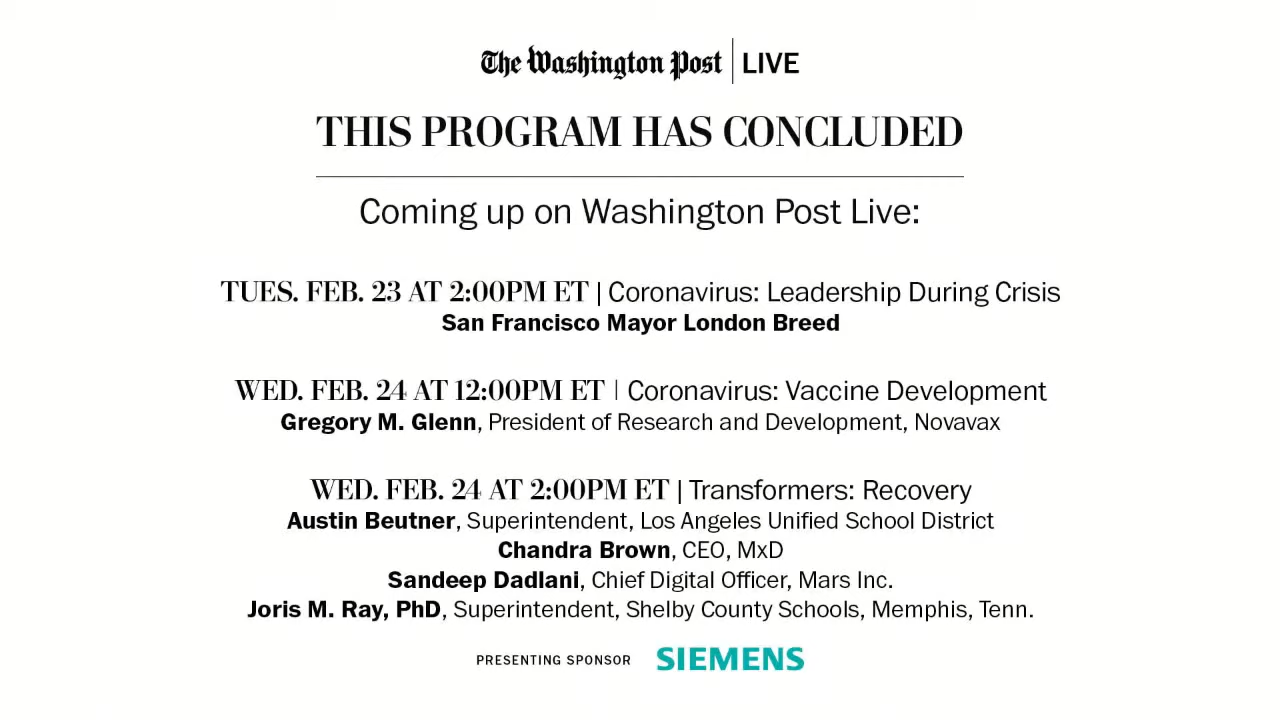 The Washington Post | LIVE
THIS PROGRAM HAS CONCLUDED
Coming up on Washington Post Live:
TUES. FEB. 23 AT 2:00PM ET | Coronavirus: Leadership During Crisis
San Francisco Mayor London Breed
WED. FEB. 24 AT 12:00PM ET | Coronavirus: Vaccine Development
Gregory M. Glenn, President of Research and Development, Novavax
WED. FEB. 24 AT 2:00PM ET | Transformers: Recovery
Austin Beutner, Superintendent, Los Angeles Unified School District
Chandra Brown, CEO, MxD
Sandeep Dadlani, Chief Digital Officer, Mars Inc.
Joris M. Ray, PhD, Superintendent, Shelby County Schools, Memphis, Tenn.
PRESENTING SPONSOR SIEMENS